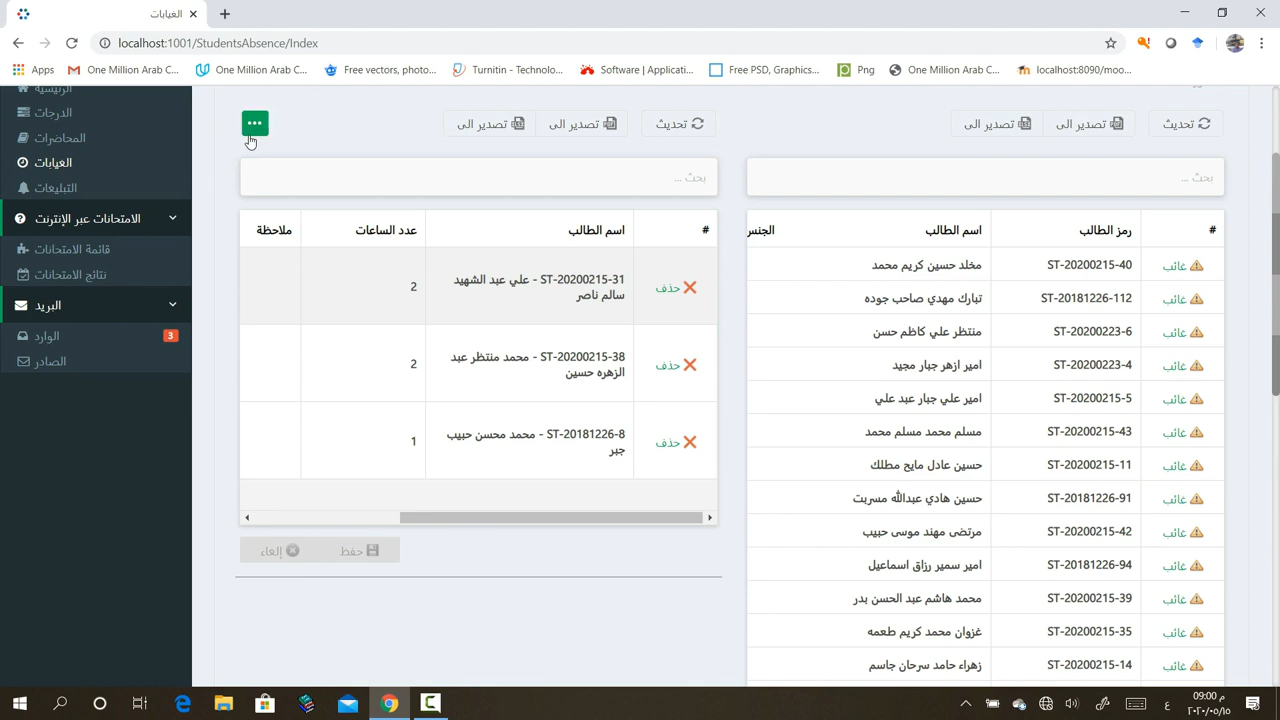 الغيابات
localhost:1001/StudentsAbsence/Index
Apps
One Million Arab C...
One Million Arab C...
Free vectors, photo...
Turnitin - Technolo...
Software | Applicati...
Free PSD, Graphics...
Png
One Million Arab C...
localhost:8090/moo...
الرئيسية
الدرجات
المحاضرات
الغيابات
التبليغات
الامتحانات عبر الإنترنت
قائمة الامتحانات
نتائج الامتحانات
البريد
الوارد 3
الصادر
تحديث
تصدير الى
تصدير الى
بحث ...
# رمز الطالب اسم الطالب الجنس
غائب ST-20200215-40 مخلد حسين كريم محمد
غائب ST-20181226-112 تبارك مهدي صاحب جوده
غائب ST-20200223-6 منتظر علي كاظم حسن
غائب ST-20200223-4 امير ازهر جبار مجيد
غائب ST-20200215-5 امير علي جبار عبد علي
غائب ST-20200215-43 مسلم محمد مسلم محمد
غائب ST-20200215-11 حسين عادل مايح مطلك
غائب ST-20181226-91 حسين هادي عبدالله مسربت
غائب ST-20200215-42 مرتضى مهند موسى حبيب
غائب ST-20181226-94 امير سمير رزاق اسماعيل
غائب ST-20200215-39 محمد هاشم عبد الحسن بدر
غائب ST-20200215-35 غزوان محمد كريم طعمه
غائب ST-20200215-14 زهراء حامد سرحان جاسم
تحديث
تصدير الى
تصدير الى
...
بحث ...
# اسم الطالب عدد الساعات ملاحظة
حذف ST-20200215-31 - علي عبد الشهيد 2
سالم ناصر
حذف ST-20200215-38 - محمد منتظر عبد 2
الزهره حسين
حذف ST-20181226-8 - محمد محسن حبيب 1
جبر
حفظ
إلغاء
09:00 م
ع
٢٠٢٠/٠٥/١٥